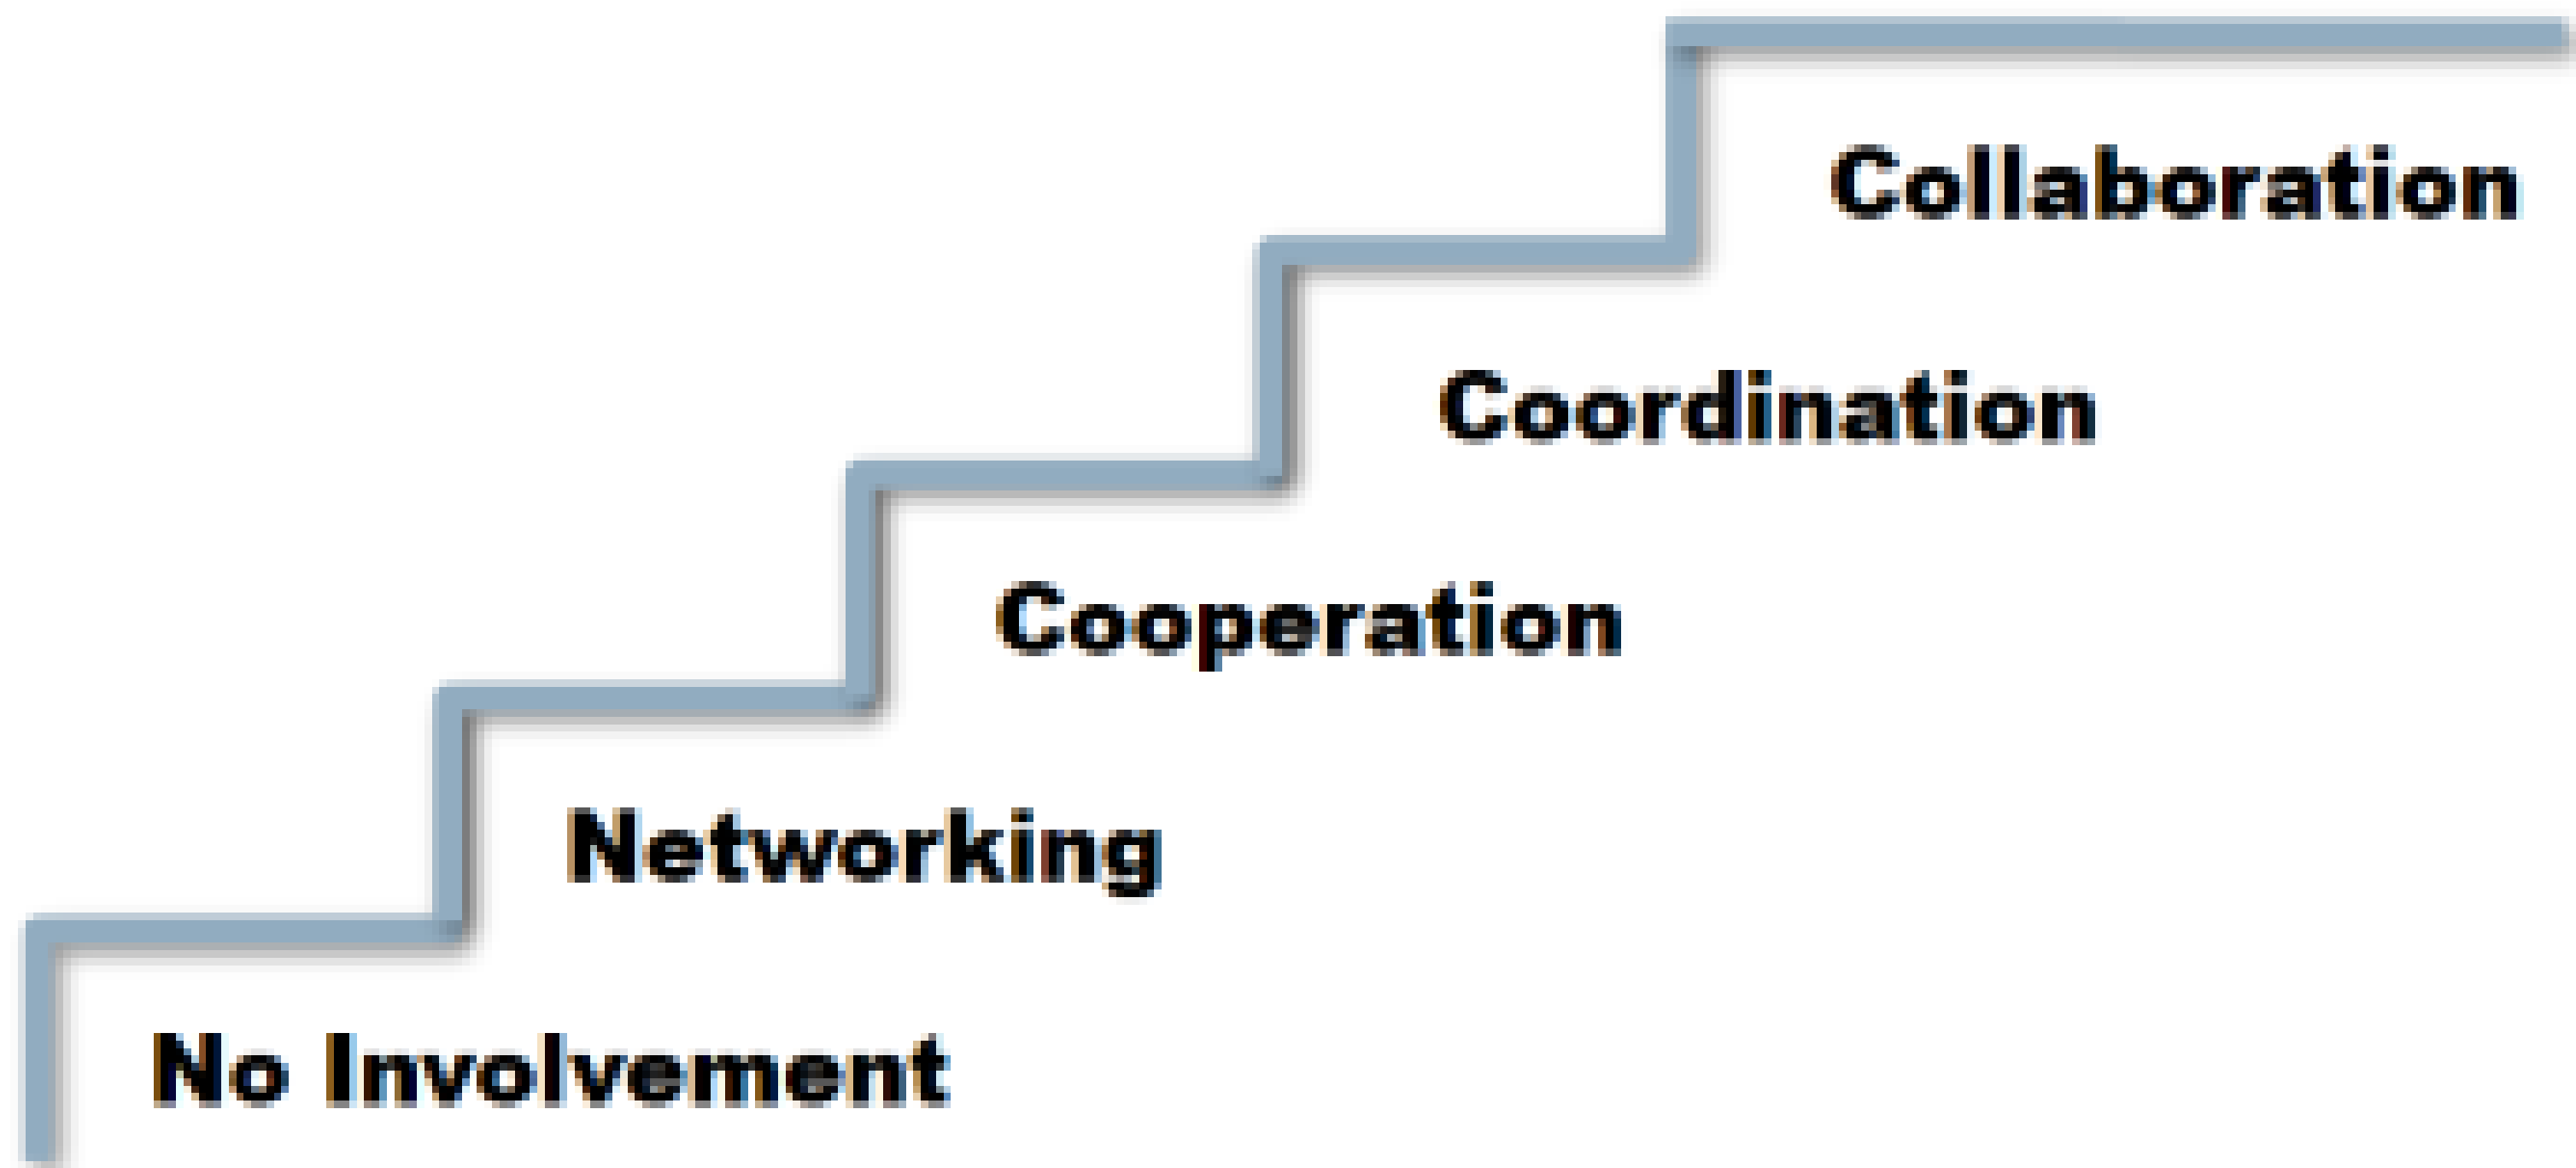 Collaboration
Coordination
Cooperation
Networking
No Involvement